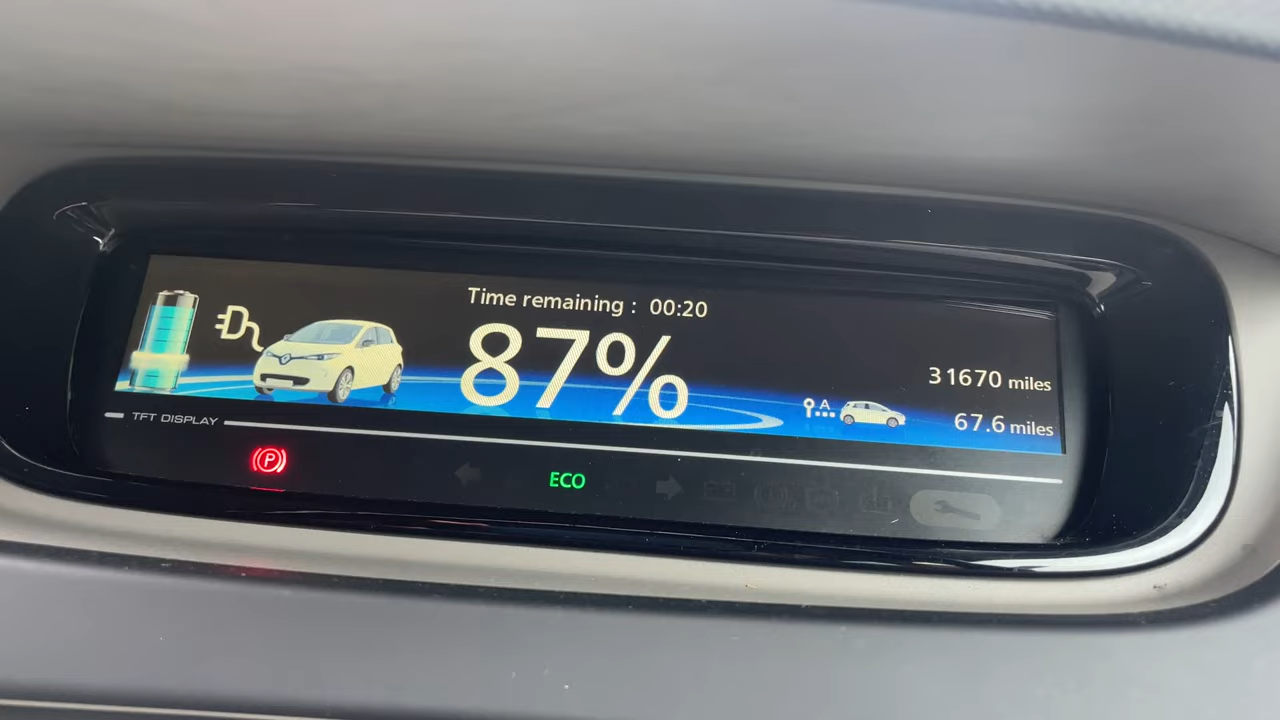 Time remaining : 00:20
87%
31670 miles
A
67.6 miles
TFT DISPLAY
P
ECO